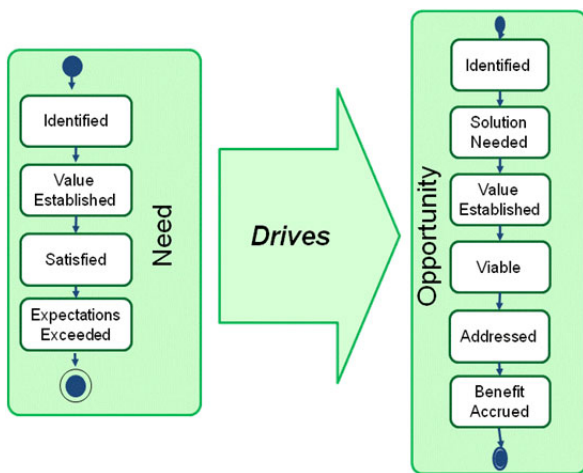 Identified
Value
Established
Satisfied
Expectations
Exceeded
Need
Drives
Opportunity
Identified
Solution
Needed
Value
Established
Viable
Addressed
Benefit
Accrued